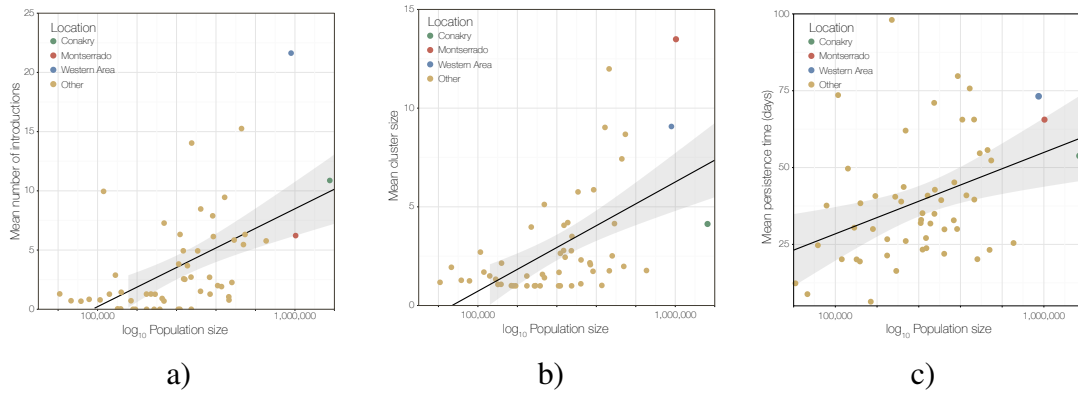 Mean number of introductions
25
20
15
10
5
0
Location
Conakry
Montserrado
Western Area
Other
100,000
1,000,000
log10 Population size
a)
Mean cluster size
15
10
5
0
Location
Conakry
Montserrado
Western Area
Other
100,000
1,000,000
log10 Population size
b)
Mean persistence time (days)
100
75
50
25
Location
Conakry
Montserrado
Western Area
Other
100,000
1,000,000
log10 Population size
c)